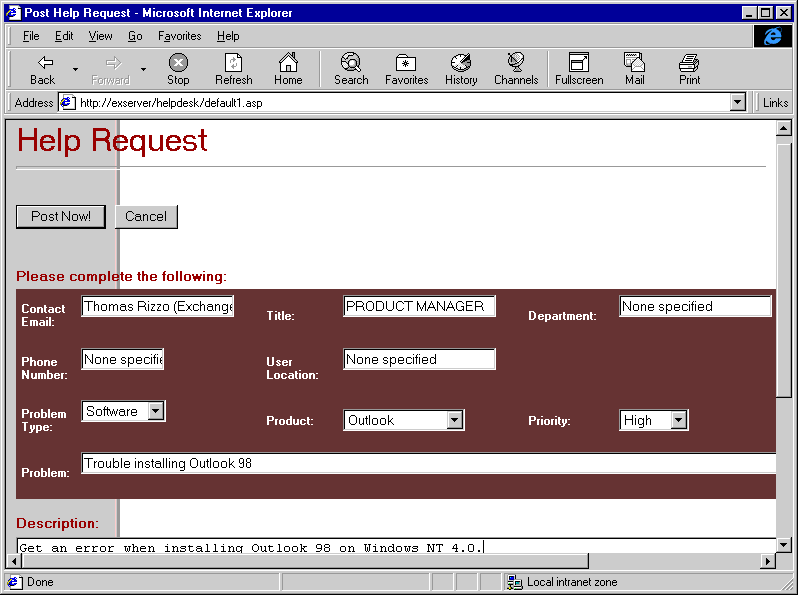 Post Help Request - Microsoft Internet Explorer
File Edit View Go Favorites Help
Back Forward Stop Refresh Home Search Favorites History Channels Fullscreen Mail Print
Address http://exserver/helpdesk/default1.asp Links
Help Request
Post Now! Cancel
Please complete the following:
Contact Email: Thomas Rizzo (Exchange Title: PRODUCT MANAGER Department: None specified
Phone Number: None specifie User Location: None specified
Problem Type: Software Product: Outlook Priority: High
Problem: Trouble installing Outlook 98
Description:
Get an error when installing Outlook 98 on Windows NT 4.0.
Done Local intranet zone